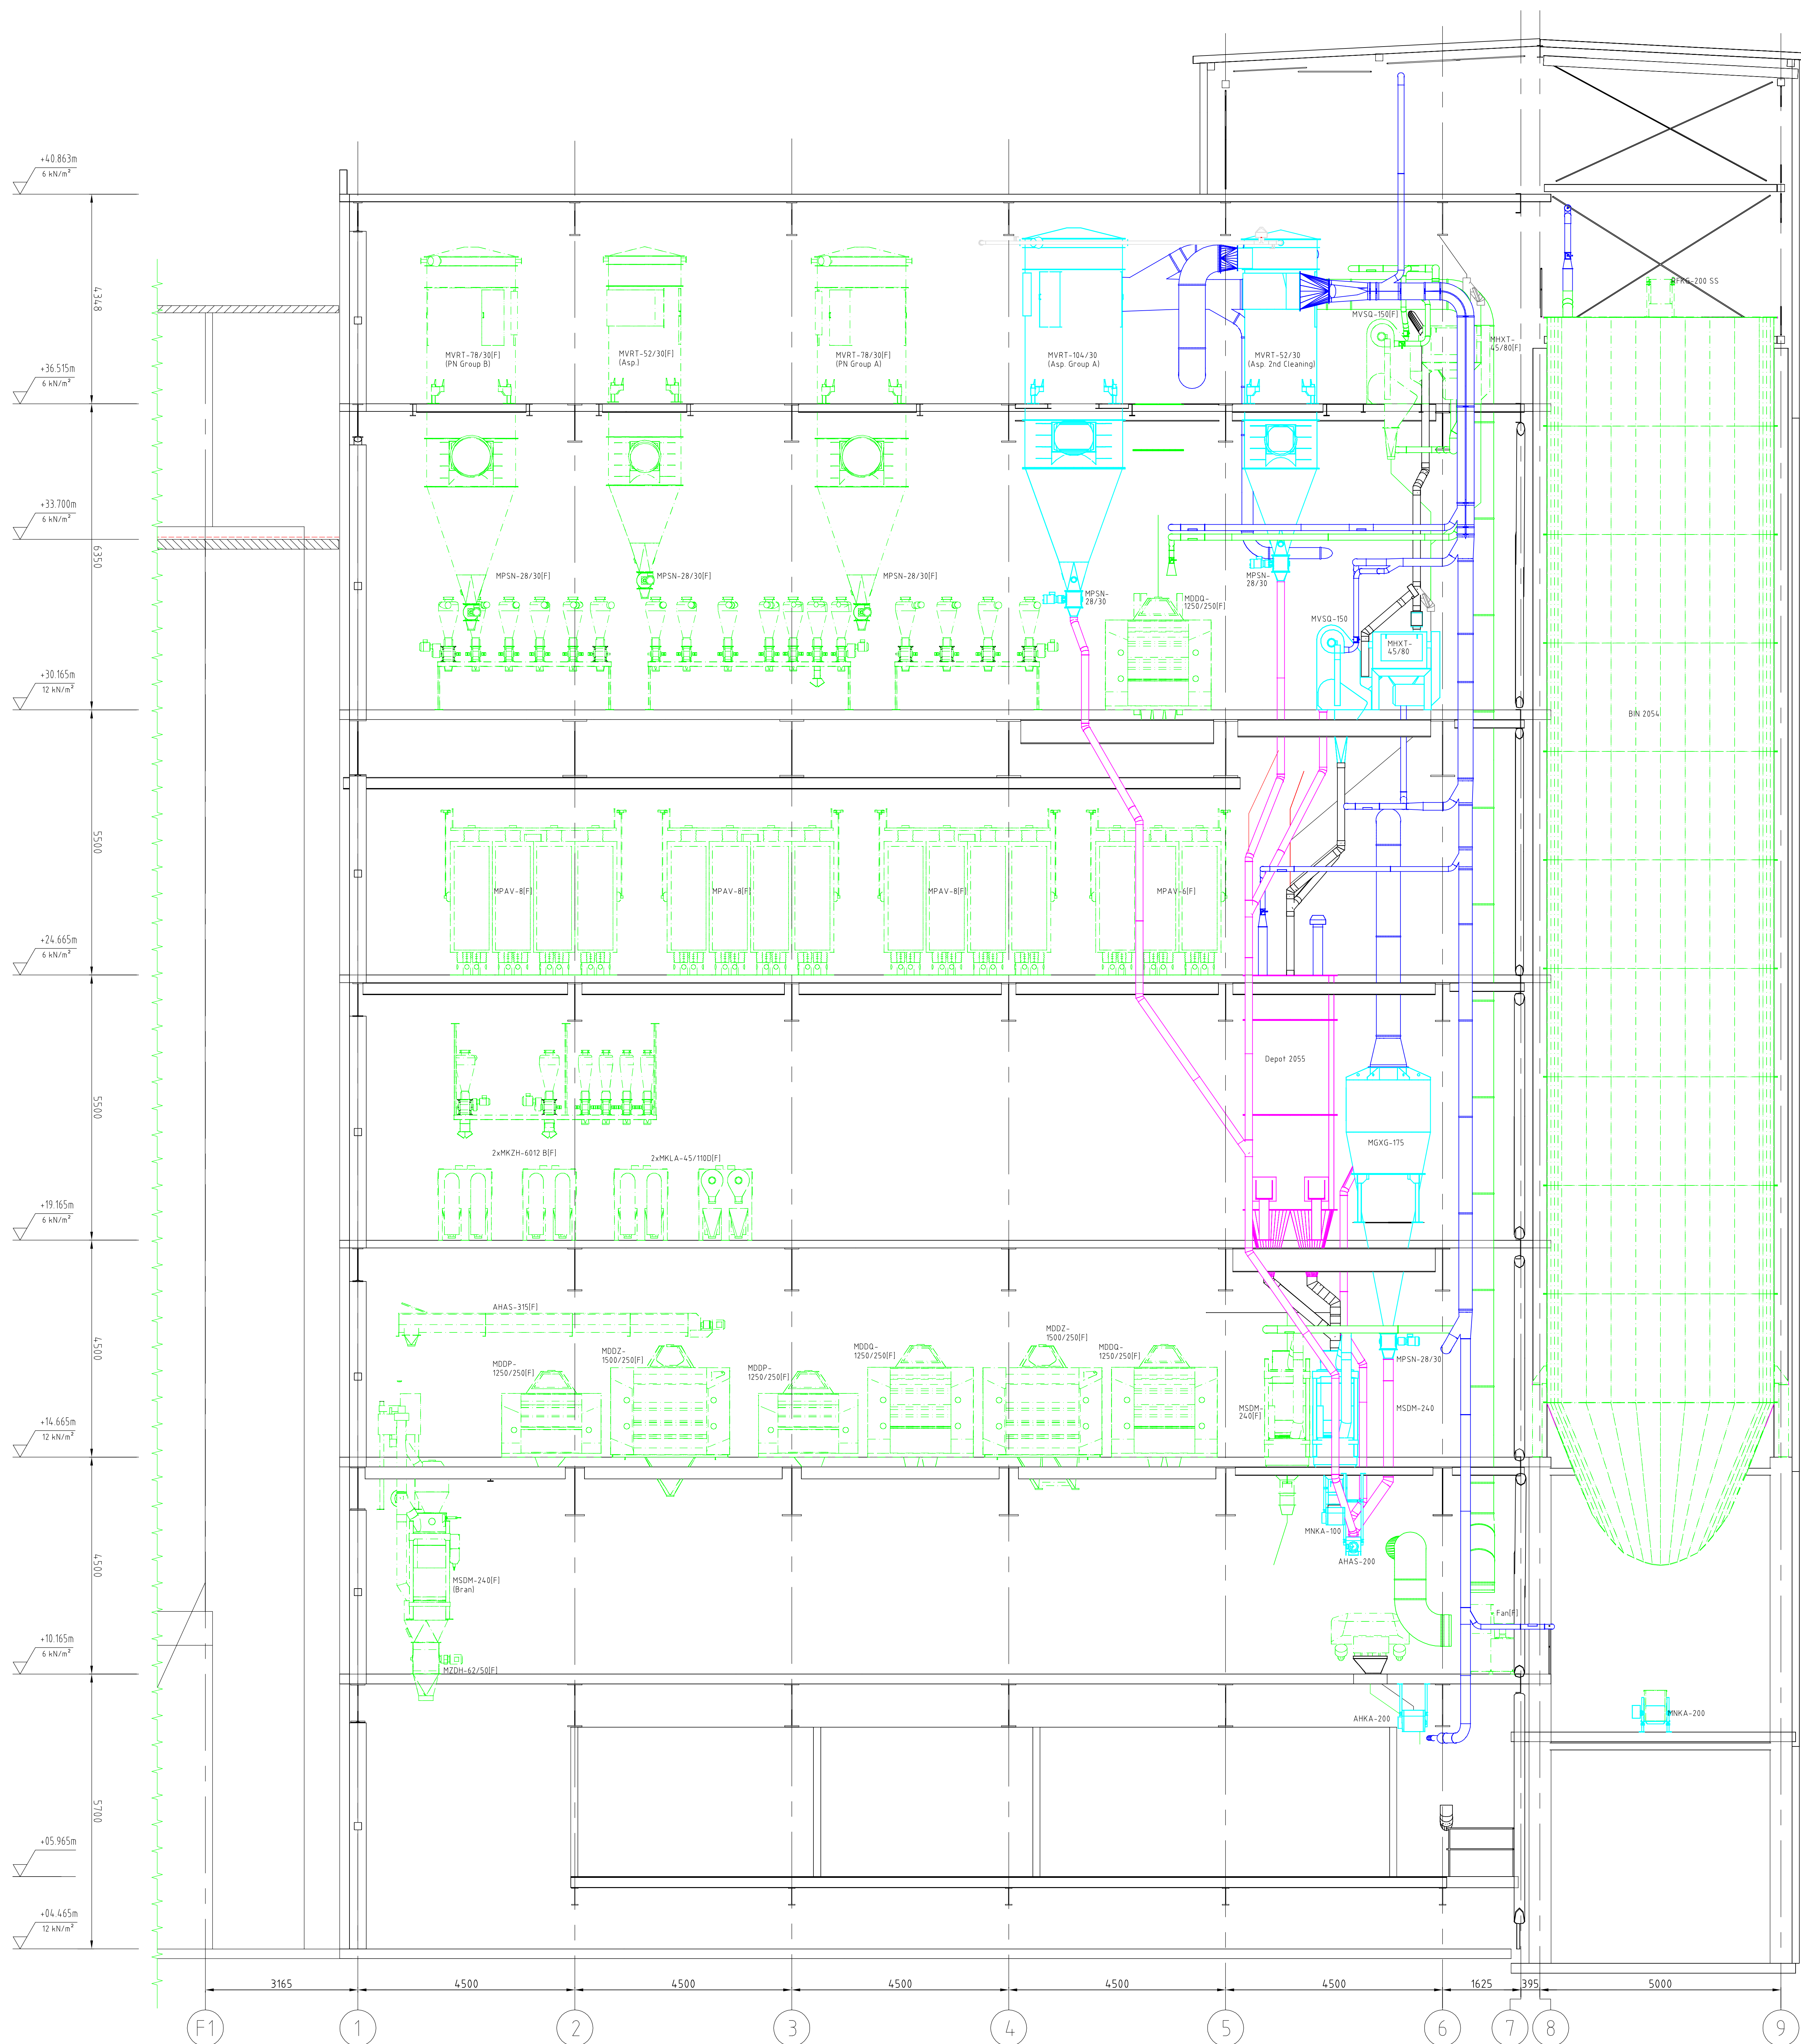 +40.863m
6 kN/m²
4348
RFKG-200 SS
MVSQ-150[F]
MHXT-
45/80[F]
MVRT-78/30[F]
(PN Group B)
MVRT-52/30[F]
(Asp.)
MVRT-78/30[F]
(PN Group A)
MVRT-104/30
(Asp. Group A)
MVRT-52/30
(Asp. 2nd Cleaning)
+36.515m
6 kN/m²
+33.700m
6 kN/m²
6350
MPSN-28/30[F]
MPSN-28/30[F]
MPSN-28/30[F]
MPSN-
28/30
MDDQ-
1250/250[F]
MPSN-
28/30
MVSQ-150
MHXT-
45/80
+30.165m
12 kN/m²
BIN 2054
5500
MPAV-8[F]
MPAV-8[F]
MPAV-8[F]
MPAV-6[F]
+24.665m
6 kN/m²
Depot 2055
5500
MGXG-175
2xMKZH-6012 B[F]
2xMKLA-45/110D[F]
+19.165m
6 kN/m²
AHAS-315[F]
4500
MDDP-
1250/250[F]
MDDZ-
1500/250[F]
MDDP-
1250/250[F]
MDDQ-
1250/250[F]
MDDZ-
1500/250[F]
MDDQ-
1250/250[F]
MPSN-28/30
MSDM-
240[F]
MSDM-240
+14.665m
12 kN/m²
MNKA-100
AHAS-200
4500
MSDM-240[F]
(Bran)
Fan[F]
+10.165m
6 kN/m²
MZDH-62/50[F]
AHKA-200
MNKA-200
5700
+05.965m
+04.465m
12 kN/m²
3165
4500
4500
4500
4500
4500
1625
395
5000
F1
1
2
3
4
5
6
7
8
9